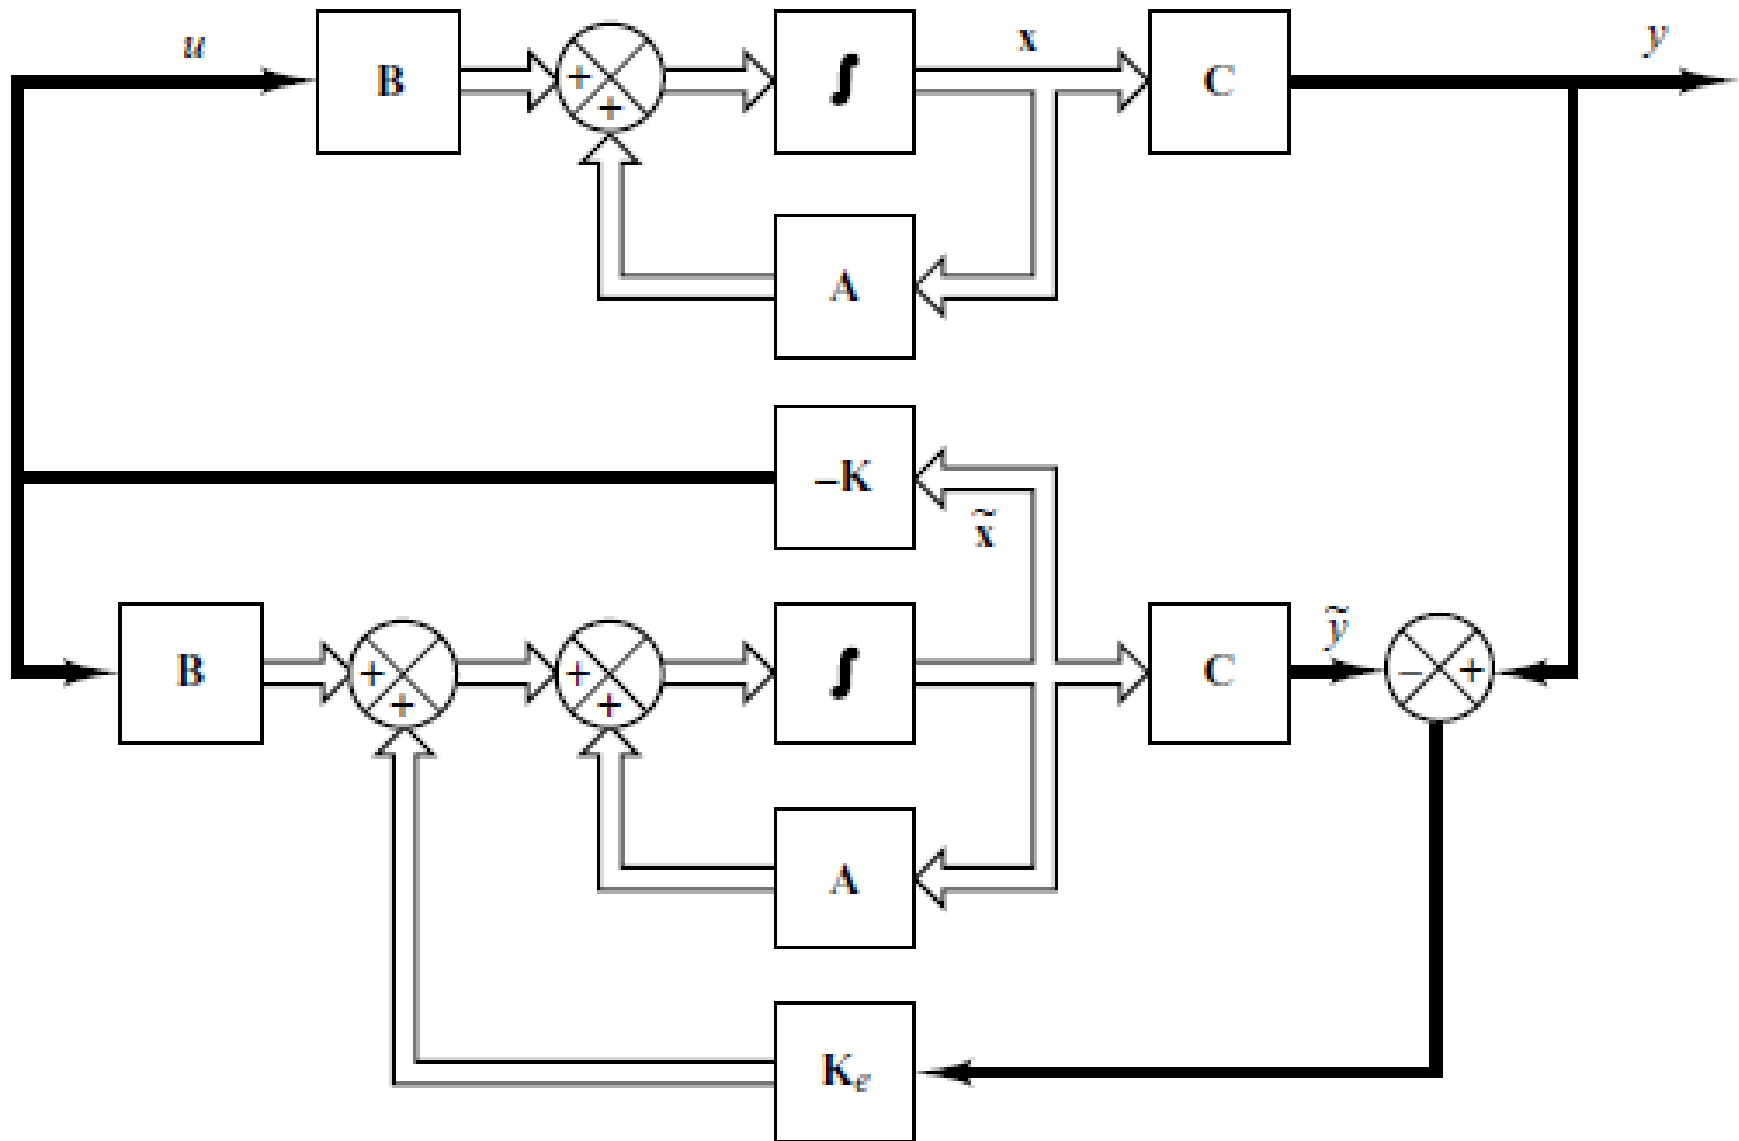 u B + + ∫ x C y
A
–K
x̃
B + + + + ∫ C ỹ – +
A
Kₑ